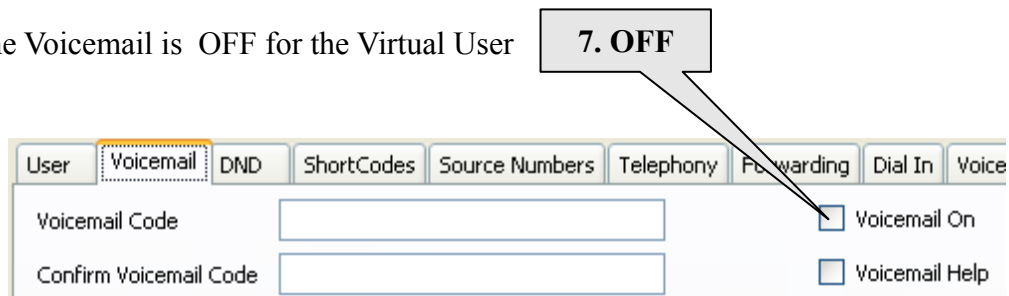 e Voicemail is OFF for the Virtual User
7. OFF
User Voicemail DND ShortCodes Source Numbers Telephony Forwarding Dial In Voice
Voicemail Code
Voicemail On
Confirm Voicemail Code
Voicemail Help